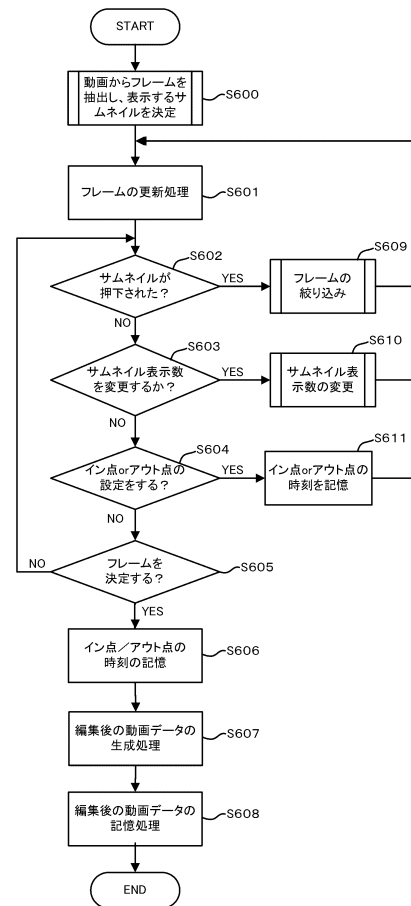 START
動画からフレームを
抽出し、表示するサ
ムネイルを決定
S600
フレームの更新処理
S601
サムネイルが
押下された？
S602
YES
フレームの
絞り込み
S609
NO
サムネイル表示数
を変更するか？
S603
YES
サムネイル表
示数の変更
S610
NO
イン点orアウト点の
設定をする？
S604
YES
イン点orアウト点の
時刻を記憶
S611
NO
フレームを
決定する？
S605
NO
YES
イン点／アウト点の
時刻の記憶
S606
編集後の動画データの
生成処理
S607
編集後の動画データの
記憶処理
S608
END